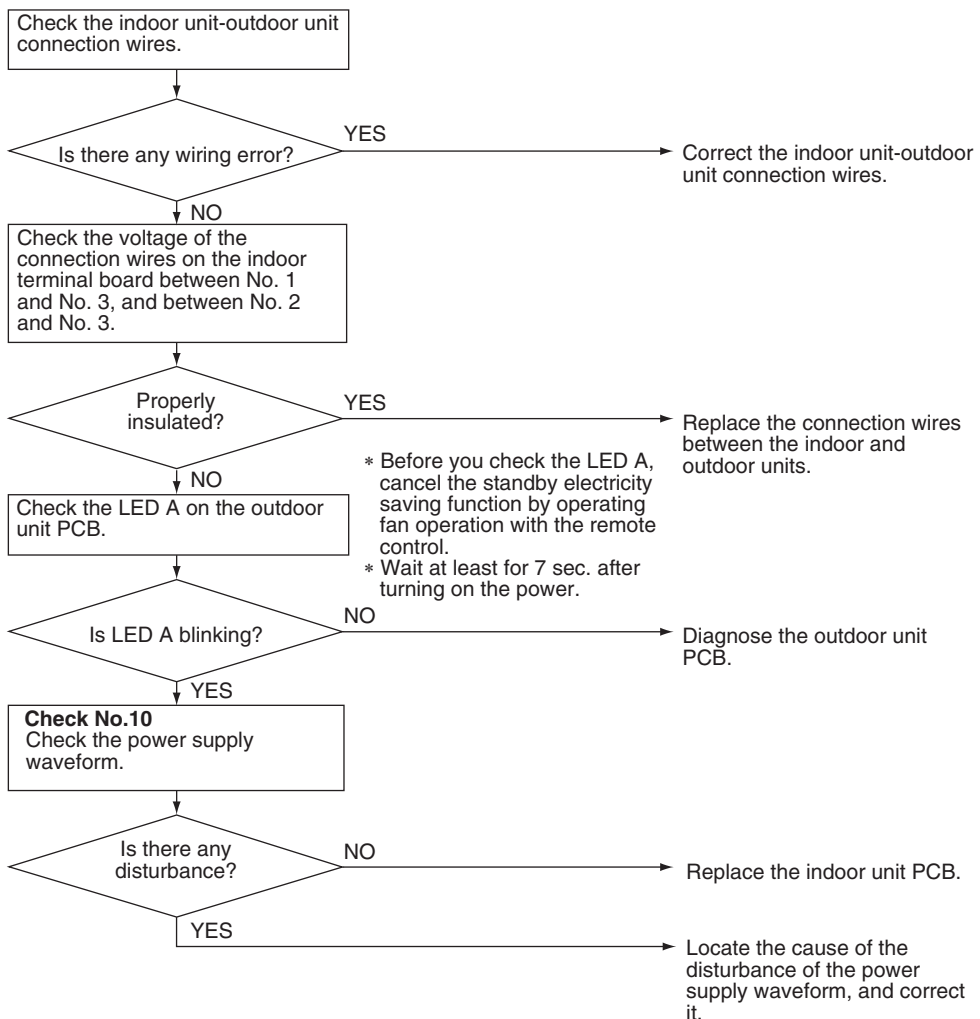 Check the indoor unit-outdoor unit
connection wires.
Is there any wiring error?
YES
Correct the indoor unit-outdoor
unit connection wires.
NO
Check the voltage of the
connection wires on the indoor
terminal board between No. 1
and No. 3, and between No. 2
and No. 3.
Properly
insulated?
YES
Replace the connection wires
between the indoor and
outdoor units.
NO
Check the LED A on the outdoor
unit PCB.
* Before you check the LED A,
cancel the standby electricity
saving function by operating
fan operation with the remote
control.
* Wait at least for 7 sec. after
turning on the power.
Is LED A blinking?
NO
Diagnose the outdoor unit
PCB.
YES
Check No.10
Check the power supply
waveform.
Is there any
disturbance?
NO
Replace the indoor unit PCB.
YES
Locate the cause of the
disturbance of the power
supply waveform, and correct
it.